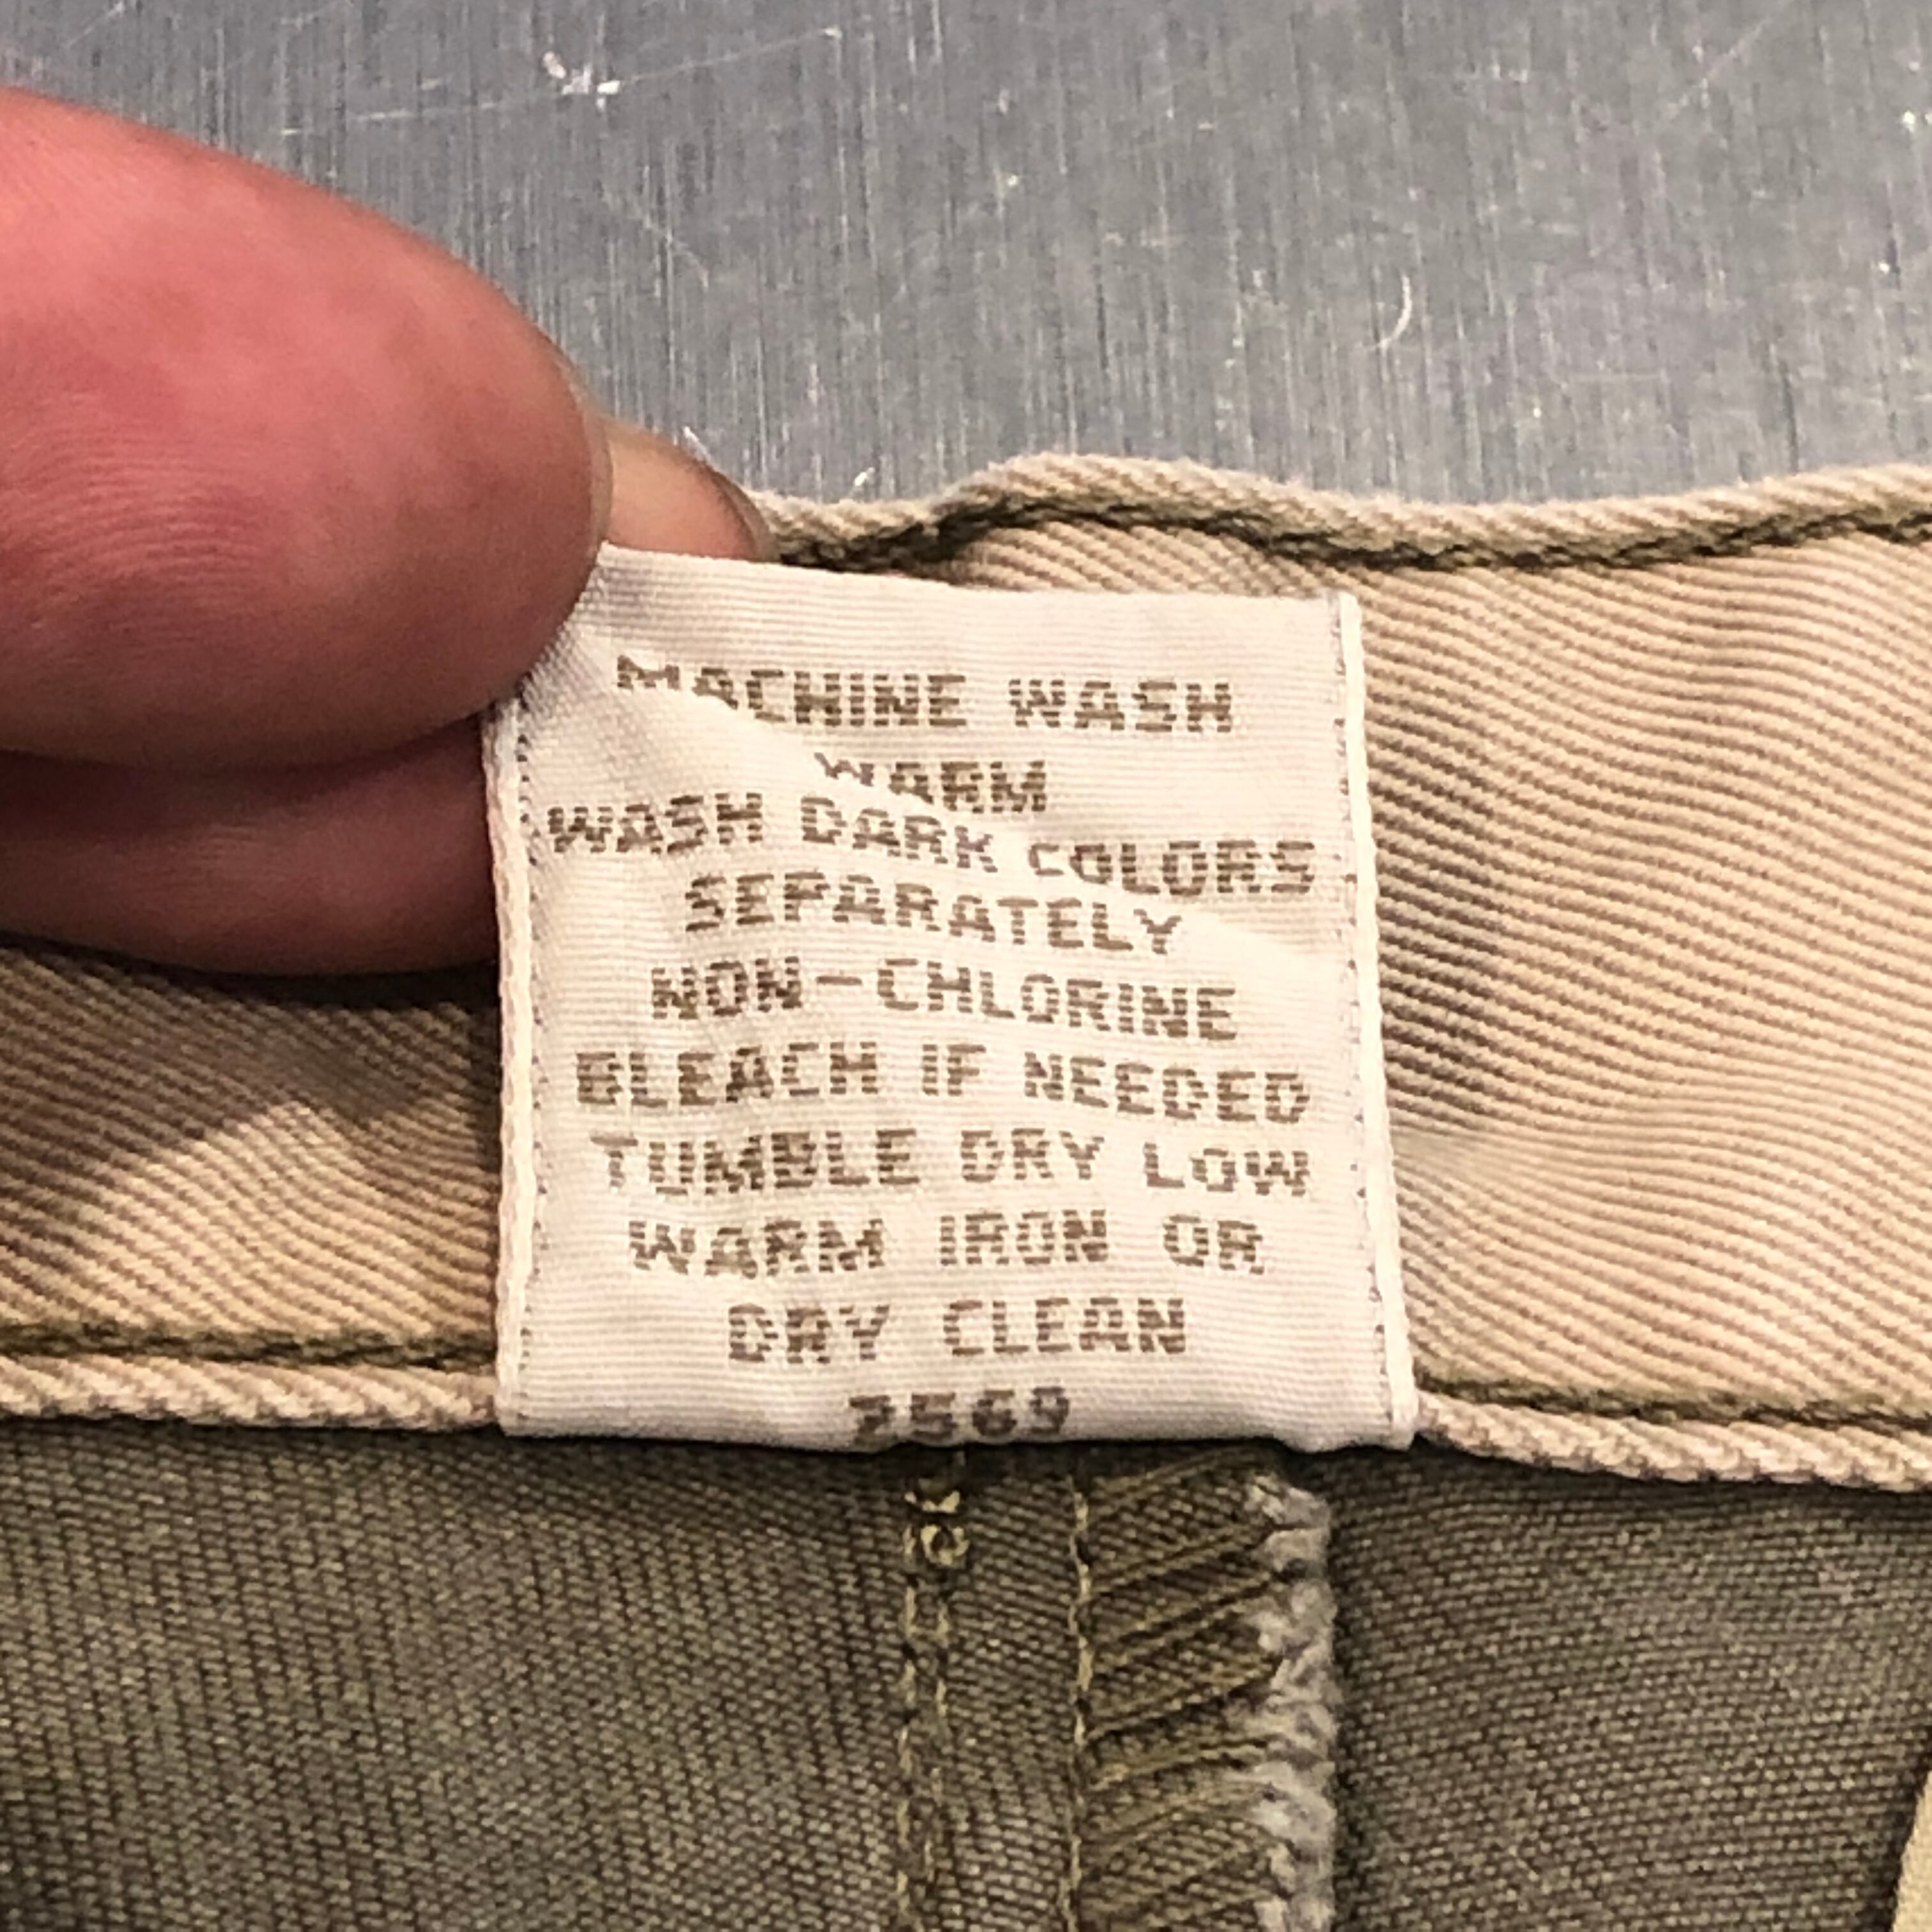 MACHINE WASH
WARM
WASH DARK COLORS
SEPARATELY
NON-CHLORINE
BLEACH IF NEEDED
TUMBLE DRY LOW
WARM IRON OR
DRY CLEAN
7569